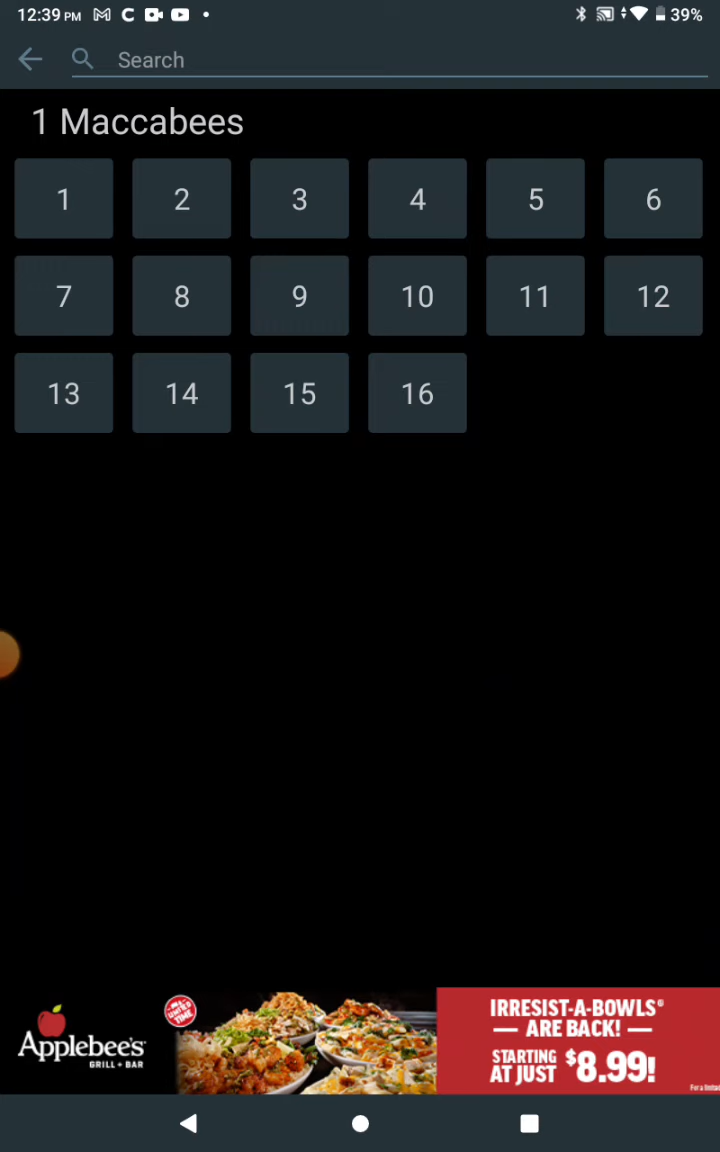 12:39 PM
39%
Search
1 Maccabees
1 2 3 4 5 6
7 8 9 10 11 12
13 14 15 16
Applebee's
GRILL + BAR
IRRESIST-A-BOWLS®
— ARE BACK! —
STARTING
AT JUST $8.99!